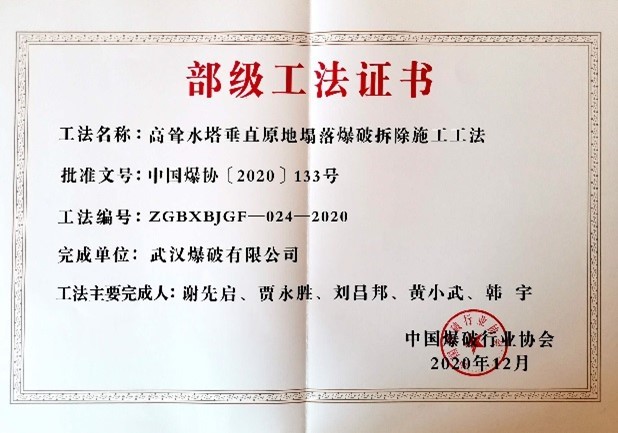 部级工法证书
工法名称：高耸水塔垂直原地塌落爆破拆除施工工法
批准文号：中国爆协〔2020〕133号
工法编号：ZGBXBJGF—024—2020
完成单位：武汉爆破有限公司
工法主要完成人：谢先启、贾永胜、刘昌邦、黄小武、韩 宇
中国爆破行业协会
2020年12月